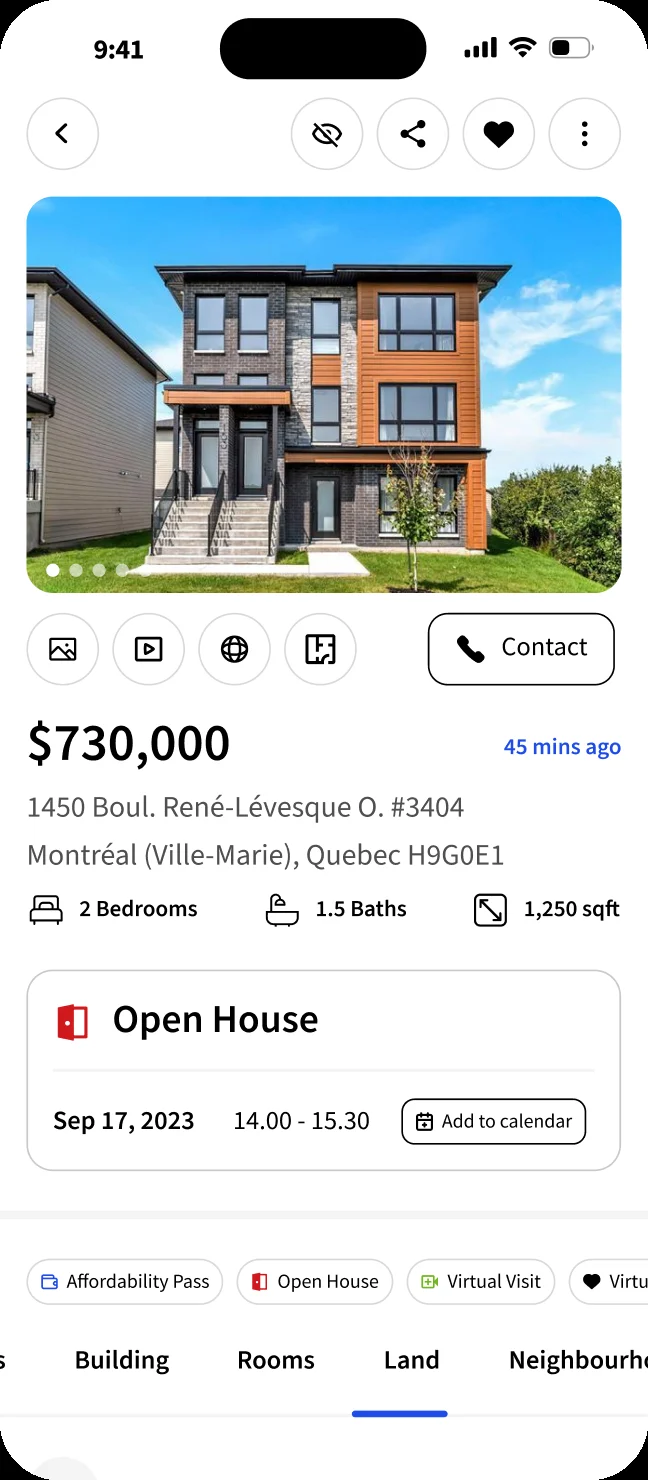 9:41
Contact
$730,000
45 mins ago
1450 Boul. René-Lévesque O. #3404
Montréal (Ville-Marie), Quebec H9G0E1
2 Bedrooms
1.5 Baths
1,250 sqft
Open House
Sep 17, 2023
14.00 - 15.30
Add to calendar
Affordability Pass
Open House
Virtual Visit
Virtu
s
Building
Rooms
Land
Neighbourho